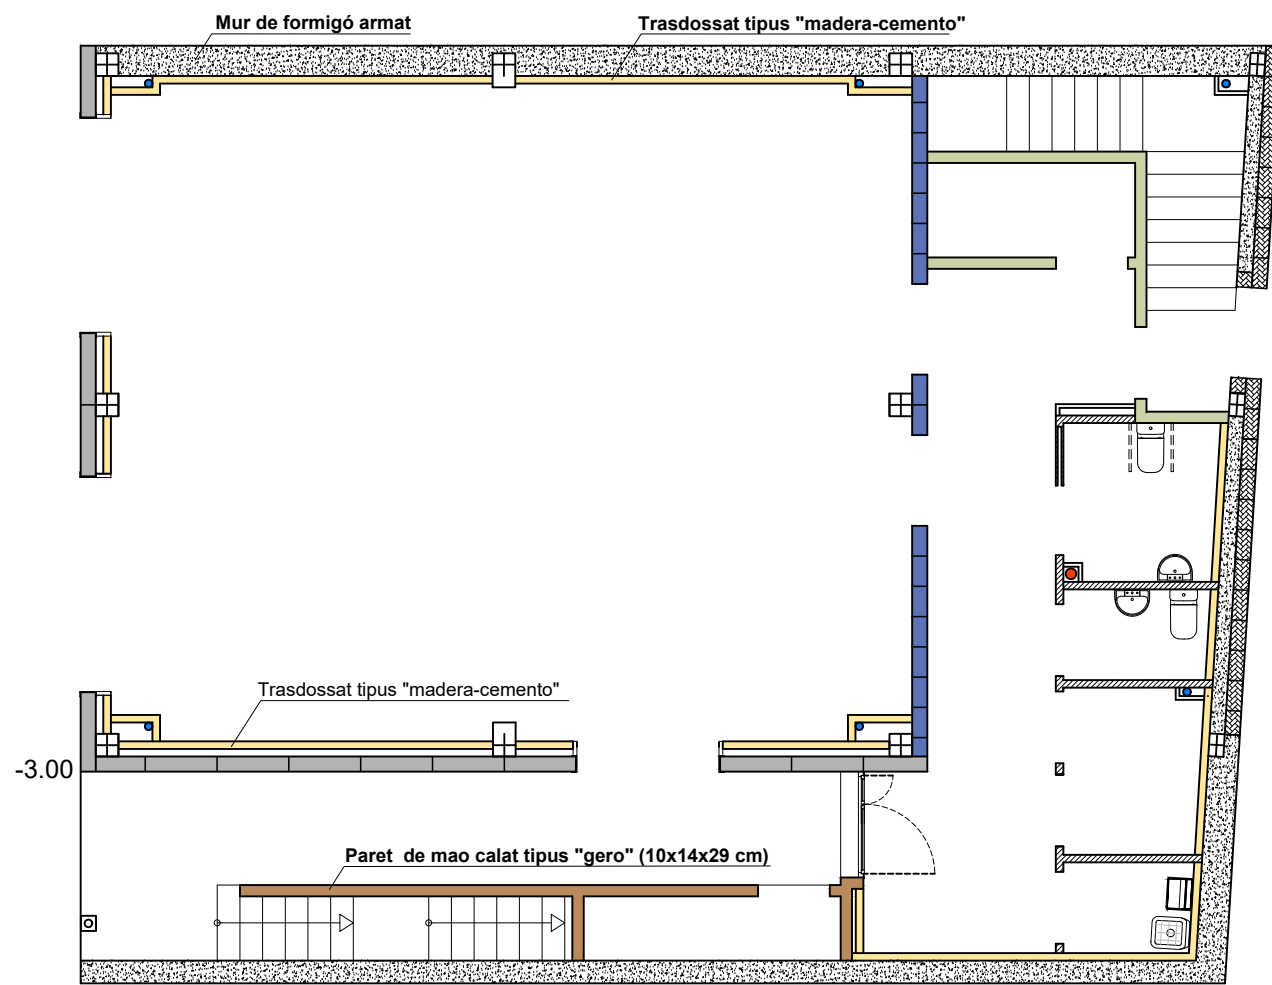 Mur de formigó armat
Trasdossat tipus "madera-cemento"
Trasdossat tipus "madera-cemento"
-3.00
Paret de mao calat tipus "gero" (10x14x29 cm)